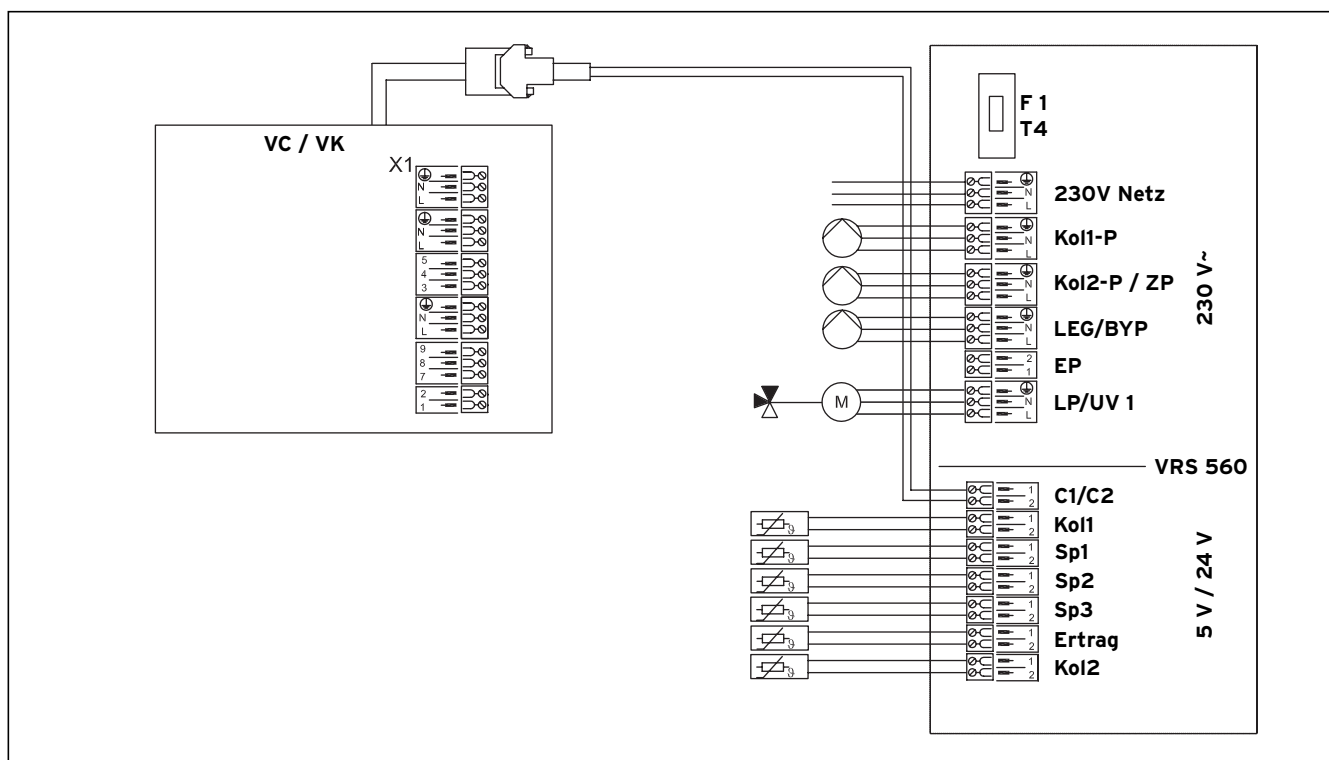 VC / VK
X1
N
L
N
L
5
4
3
N
L
9
8
7
2
1
F 1
T4
N
L
230V Netz
N
L
Kol1-P
N
L
Kol2-P / ZP
N
L
LEG/BYP
2
1
EP
M
N
L
LP/UV 1
230 V~
VRS 560
1
2
C1/C2
ϑ
1
2
Kol1
ϑ
1
2
Sp1
ϑ
1
2
Sp2
ϑ
1
2
Sp3
ϑ
1
2
Ertrag
ϑ
1
2
Kol2
5 V / 24 V